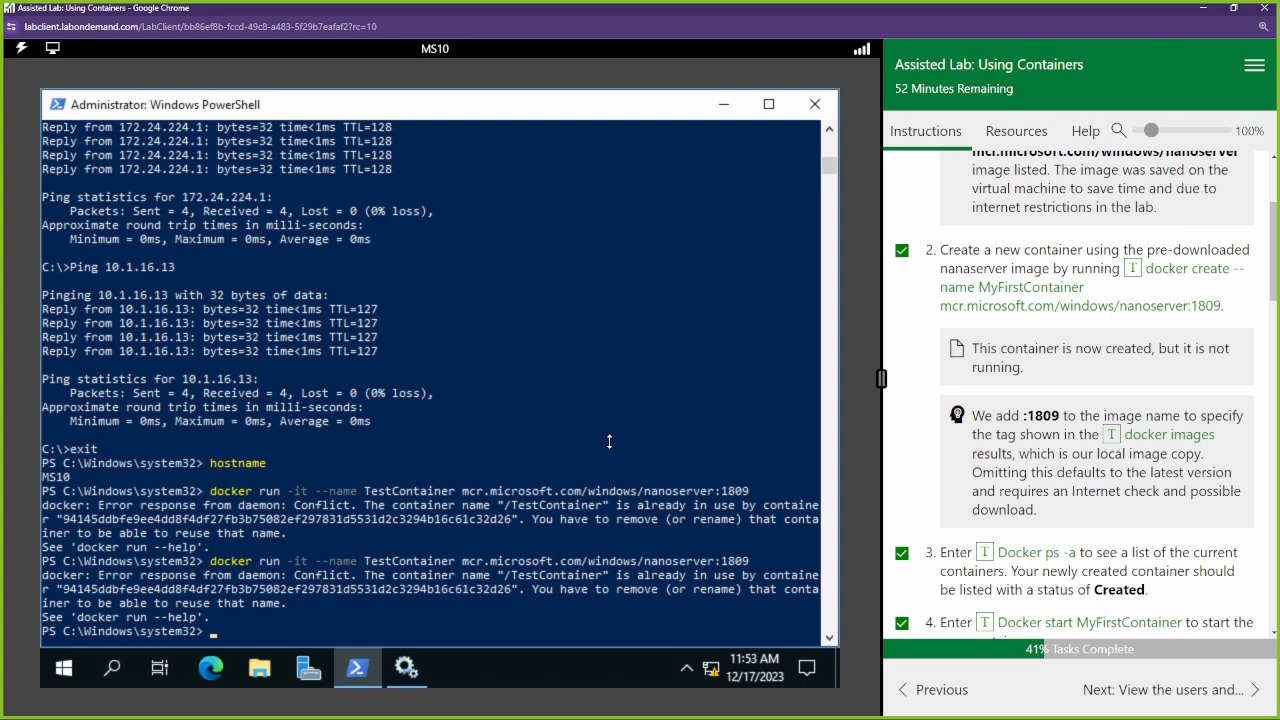 Assisted Lab: Using Containers - Google Chrome
labclient.labondemand.com/LabClient/bb86ef8b-fccd-49c8-a483-5f29b7eafaf2?rc=10
MS10
Administrator: Windows PowerShell
Reply from 172.24.224.1: bytes=32 time<1ms TTL=128
Reply from 172.24.224.1: bytes=32 time<1ms TTL=128
Reply from 172.24.224.1: bytes=32 time<1ms TTL=128
Reply from 172.24.224.1: bytes=32 time<1ms TTL=128
Ping statistics for 172.24.224.1:
Packets: Sent = 4, Received = 4, Lost = 0 (0% loss),
Approximate round trip times in milli-seconds:
Minimum = 0ms, Maximum = 0ms, Average = 0ms
C:\>Ping 10.1.16.13
Pinging 10.1.16.13 with 32 bytes of data:
Reply from 10.1.16.13: bytes=32 time<1ms TTL=127
Reply from 10.1.16.13: bytes=32 time<1ms TTL=127
Reply from 10.1.16.13: bytes=32 time<1ms TTL=127
Reply from 10.1.16.13: bytes=32 time<1ms TTL=127
Ping statistics for 10.1.16.13:
Packets: Sent = 4, Received = 4, Lost = 0 (0% loss),
Approximate round trip times in milli-seconds:
Minimum = 0ms, Maximum = 0ms, Average = 0ms
C:\>exit
PS C:\Windows\system32> hostname
MS10
PS C:\Windows\system32> docker run -it --name TestContainer mcr.microsoft.com/windows/nanoserver:1809
docker: Error response from daemon: Conflict. The container name "/TestContainer" is already in use by containe
r "94145ddbfe9ee4dd8f4df27fb3b75082ef297831d5531d2c3294b16c61c32d26". You have to remove (or rename) that conta
iner to be able to reuse that name.
See 'docker run --help'.
PS C:\Windows\system32> docker run -it --name TestContainer mcr.microsoft.com/windows/nanoserver:1809
docker: Error response from daemon: Conflict. The container name "/TestContainer" is already in use by containe
r "94145ddbfe9ee4dd8f4df27fb3b75082ef297831d5531d2c3294b16c61c32d26". You have to remove (or rename) that conta
iner to be able to reuse that name.
See 'docker run --help'.
PS C:\Windows\system32>
11:53 AM
12/17/2023
Assisted Lab: Using Containers
52 Minutes Remaining
Instructions Resources Help 100%
mcr.microsoft.com/windows/nanoserver
image listed. The image was saved on the
virtual machine to save time and due to
internet restrictions in the lab.
2. Create a new container using the pre-downloaded
nanaserver image by running T docker create --
name MyFirstContainer
mcr.microsoft.com/windows/nanoserver:1809.
This container is now created, but it is not
running.
We add :1809 to the image name to specify
the tag shown in the T docker images
results, which is our local image copy.
Omitting this defaults to the latest version
and requires an Internet check and possible
download.
3. Enter T Docker ps -a to see a list of the current
containers. Your newly created container should
be listed with a status of Created.
4. Enter T Docker start MyFirstContainer to start the
41% Tasks Complete
Previous
Next: View the users and...